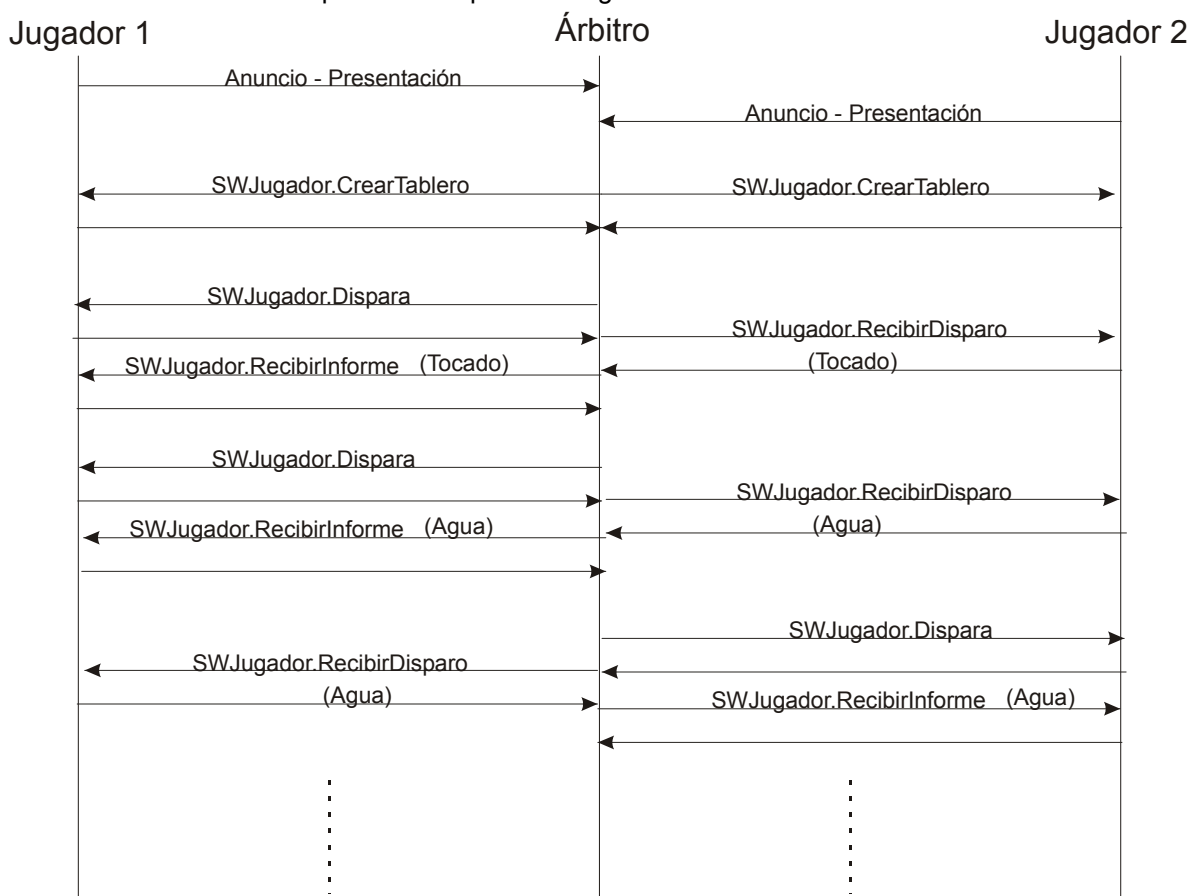 Jugador 1
Árbitro
Jugador 2
Anuncio - Presentación
Anuncio - Presentación
SWJugador.CrearTablero
SWJugador.CrearTablero
SWJugador.Dispara
SWJugador.RecibirDisparo
(Tocado)
SWJugador.RecibirInforme (Tocado)
SWJugador.Dispara
SWJugador.RecibirDisparo
(Agua)
SWJugador.RecibirInforme (Agua)
SWJugador.Dispara
SWJugador.RecibirDisparo
(Agua)
SWJugador.RecibirInforme (Agua)